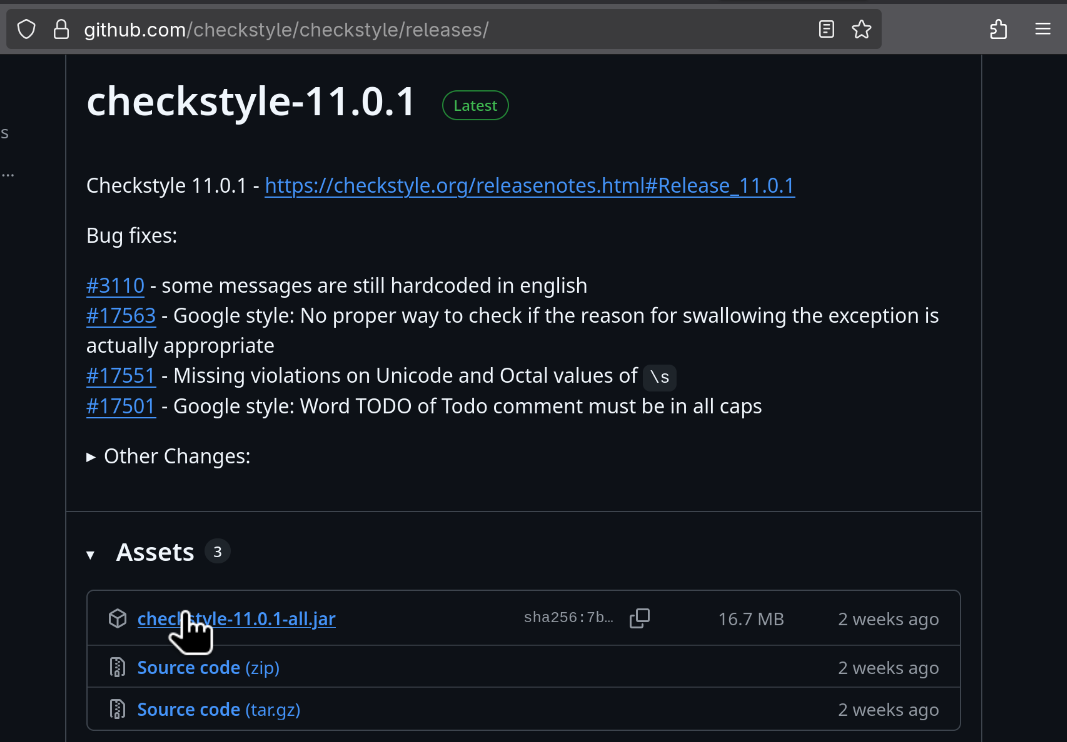 github.com/checkstyle/checkstyle/releases/
checkstyle-11.0.1 Latest
s
...
Checkstyle 11.0.1 - https://checkstyle.org/releasenotes.html#Release_11.0.1
Bug fixes:
#3110 - some messages are still hardcoded in english
#17563 - Google style: No proper way to check if the reason for swallowing the exception is
actually appropriate
#17551 - Missing violations on Unicode and Octal values of \s
#17501 - Google style: Word TODO of Todo comment must be in all caps
▸ Other Changes:
▾ Assets 3
checkstyle-11.0.1-all.jar sha256:7b… 16.7 MB 2 weeks ago
Source code (zip) 2 weeks ago
Source code (tar.gz) 2 weeks ago